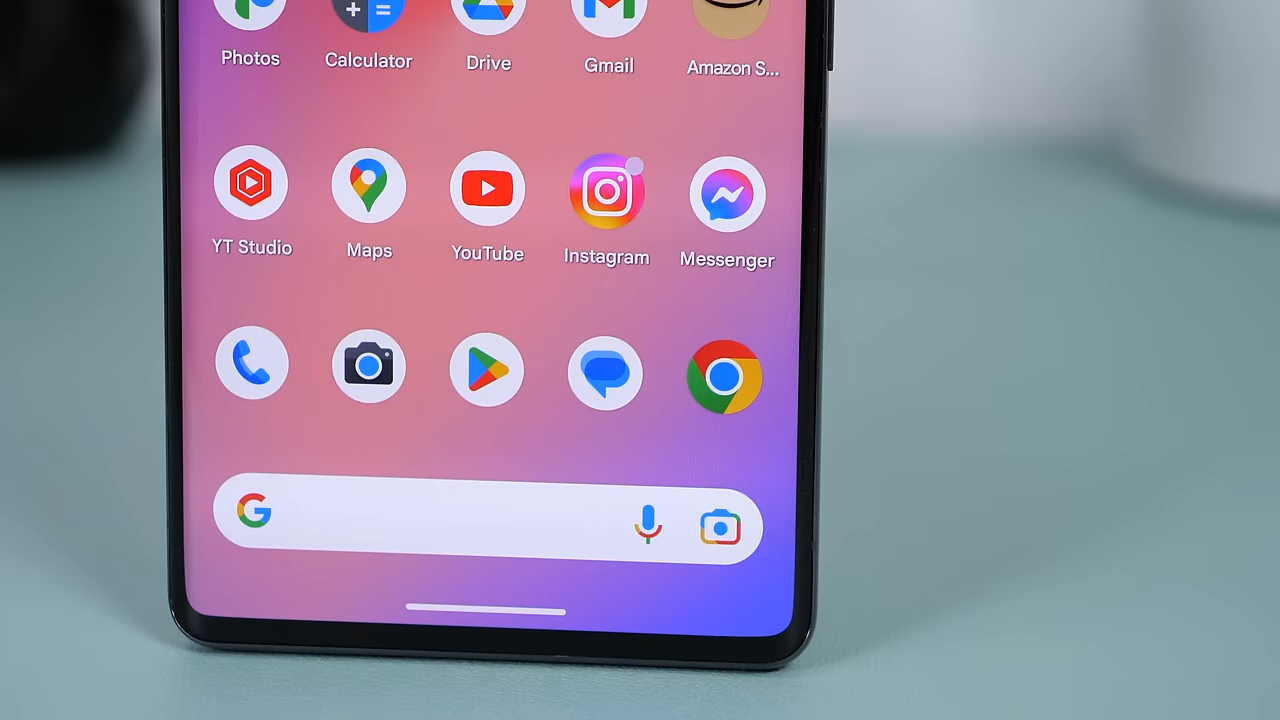 Photos Calculator Drive Gmail Amazon S...
YT Studio Maps YouTube Instagram Messenger
G